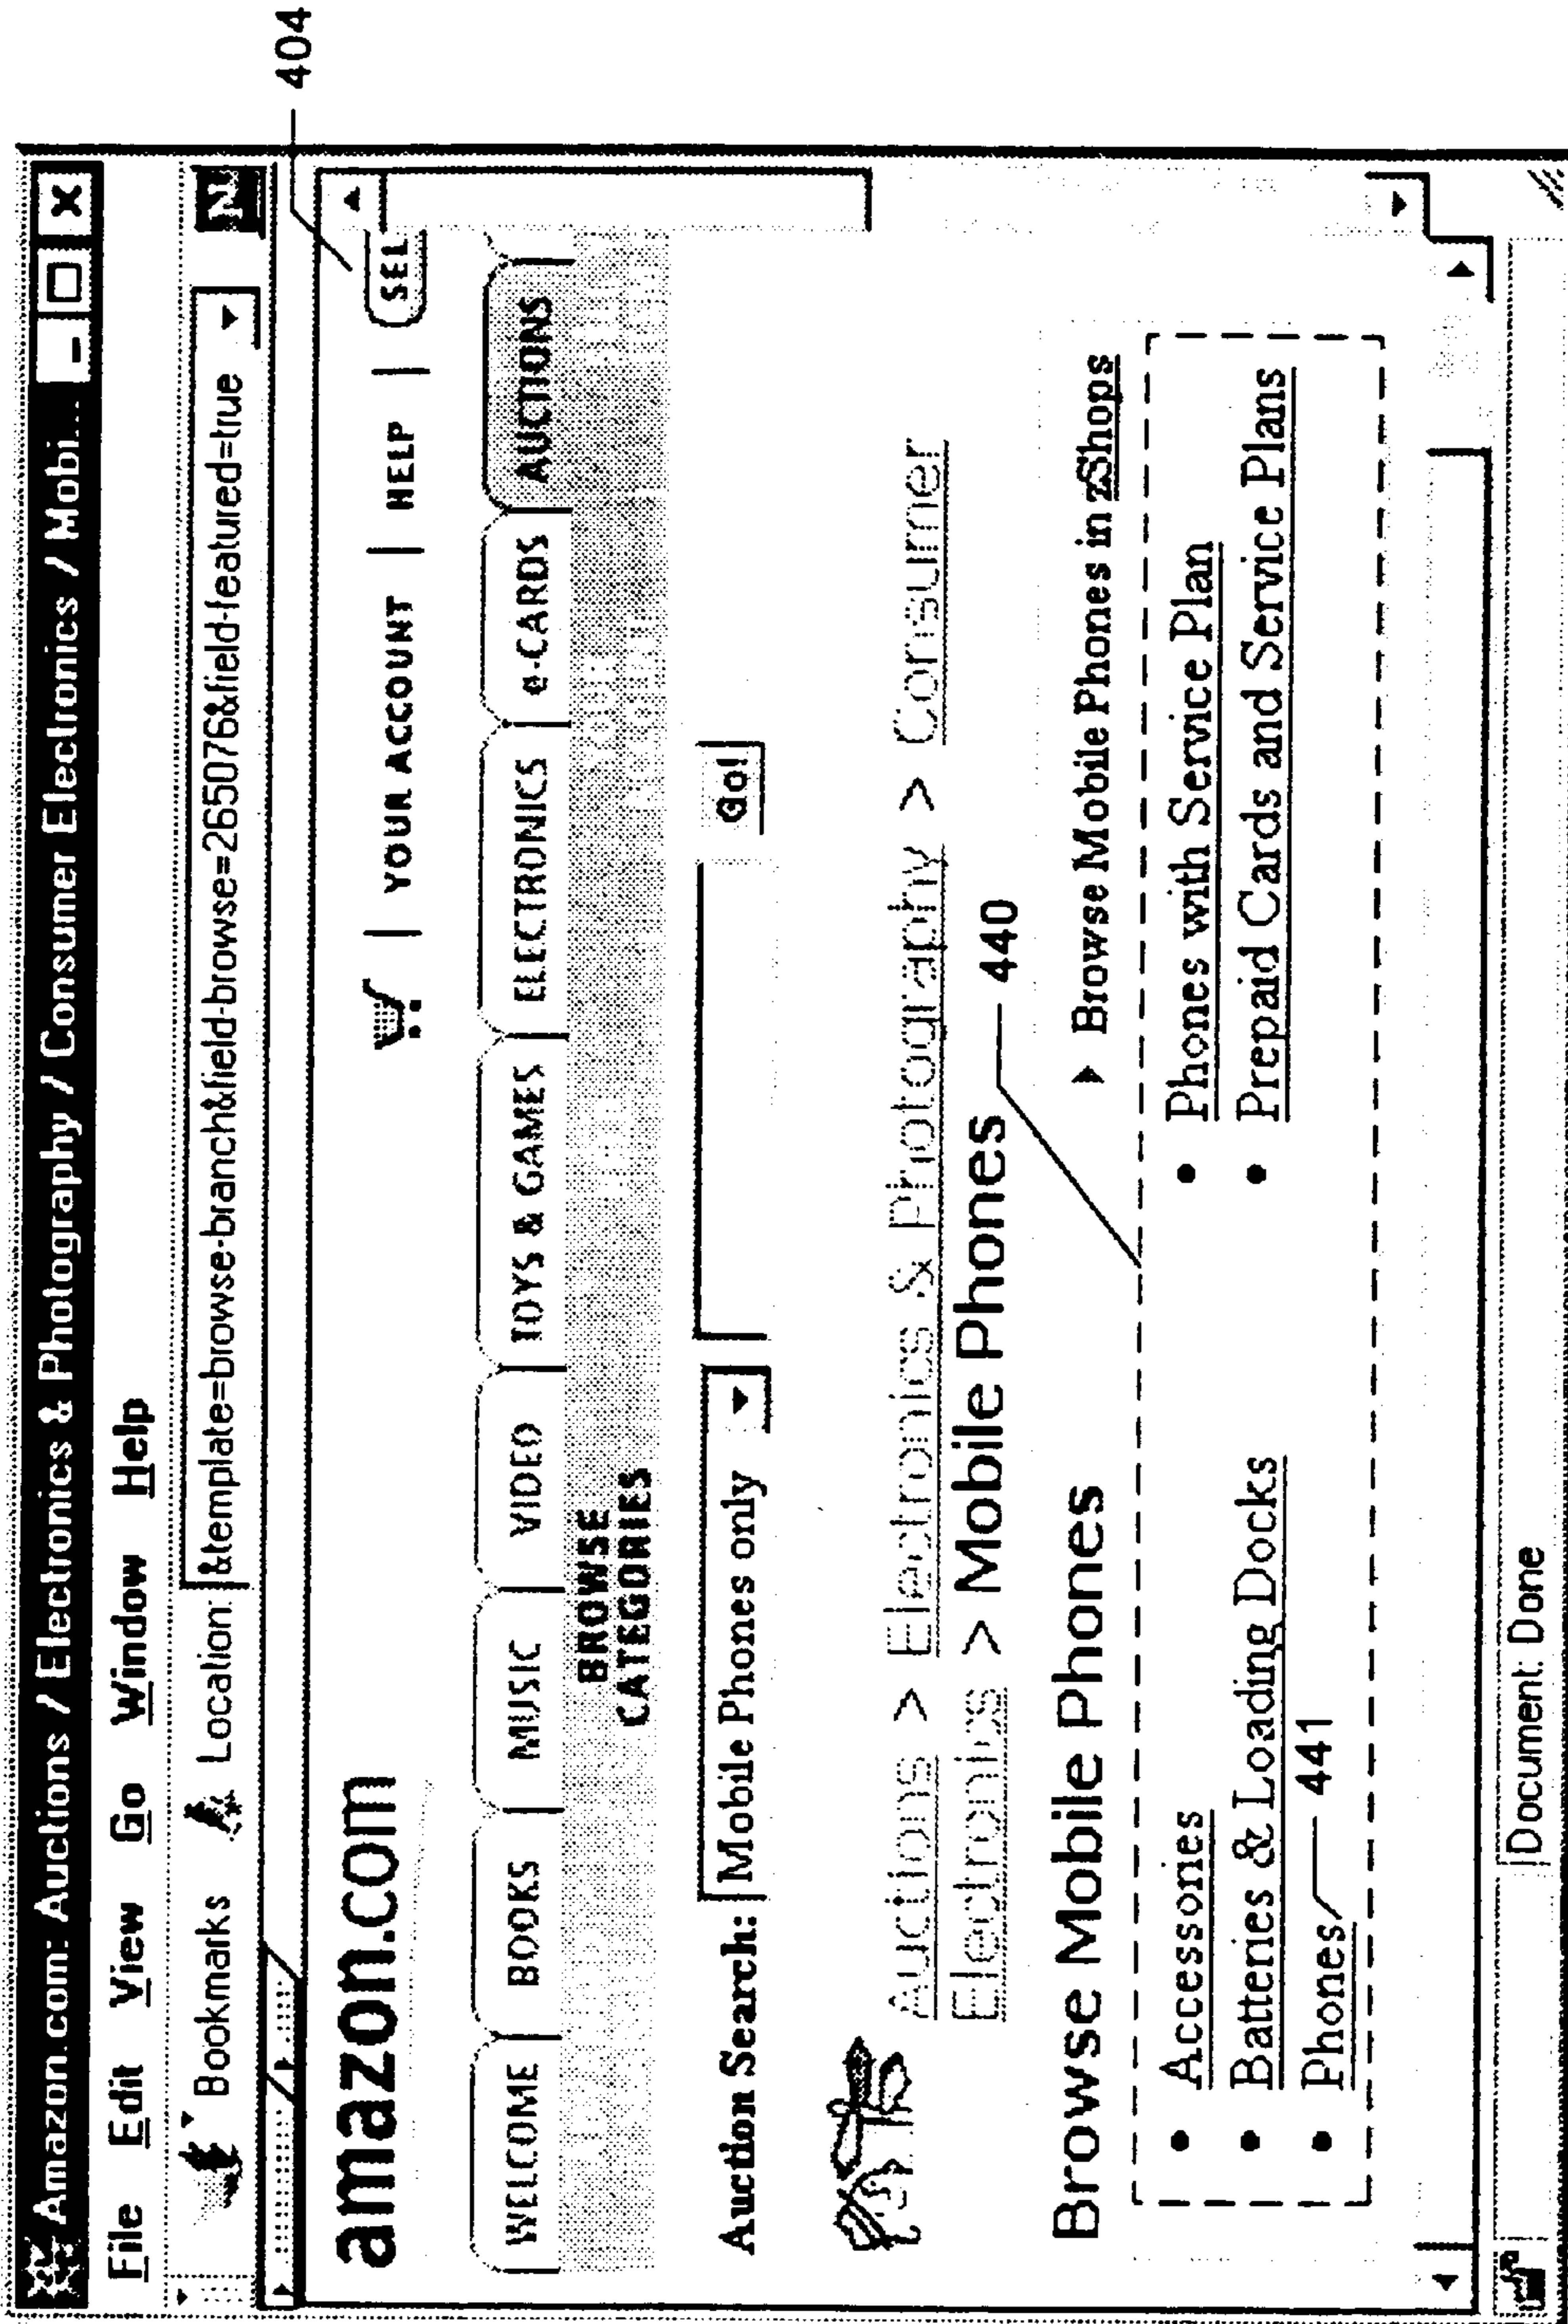 Amazon.com: Auctions / Electronics & Photography / Consumer Electronics / Mobi...
File Edit View Go Window Help
Bookmarks Location: &template=browse-branch&field-browse=265076&field-featured=true N
404
amazon.com YOUR ACCOUNT | HELP | SEL
WELCOME BOOKS MUSIC VIDEO TOYS & GAMES ELECTRONICS e-CARDS AUCTIONS
BROWSE
CATEGORIES
Auction Search: Mobile Phones only Go!
Auctions > Electronics & Photography > Consumer
Electronics > Mobile Phones
440
Browse Mobile Phones
Browse Mobile Phones in zShops
• Accessories
• Batteries & Loading Docks
• Phones 441
• Phones with Service Plan
• Prepaid Cards and Service Plans
Document: Done